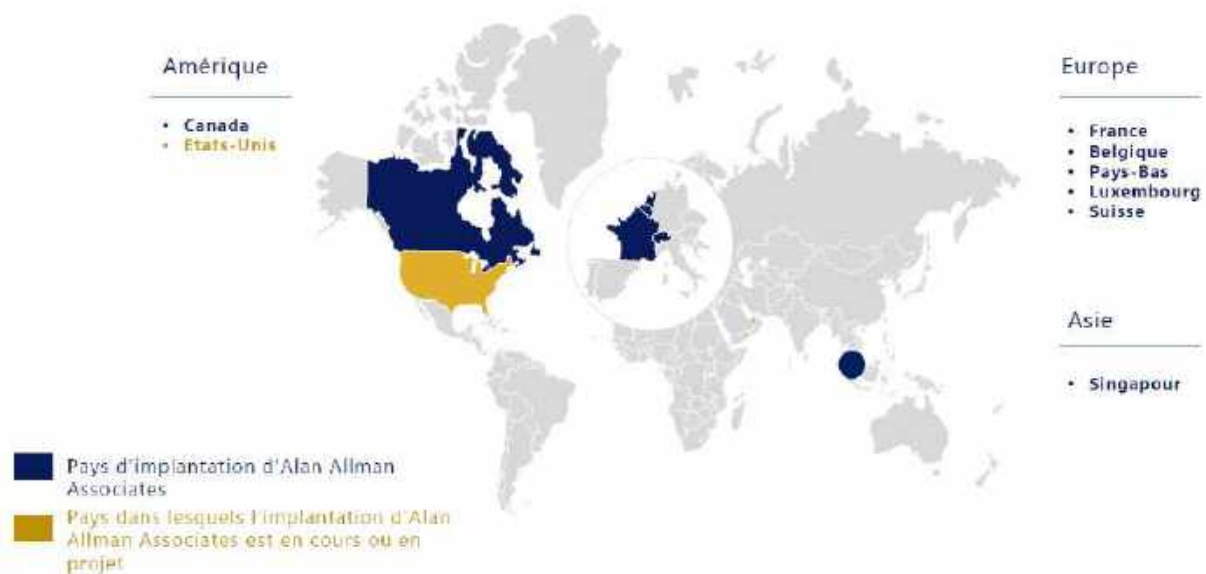 Amérique
• Canada
• Etats-Unis
Europe
• France
• Belgique
• Pays-Bas
• Luxembourg
• Suisse
Asie
• Singapour
Pays d'implantation d'Alan Allman
Associates
Pays dans lesquels l'implantation d'Alan
Allman Associates est en cours ou en
projet